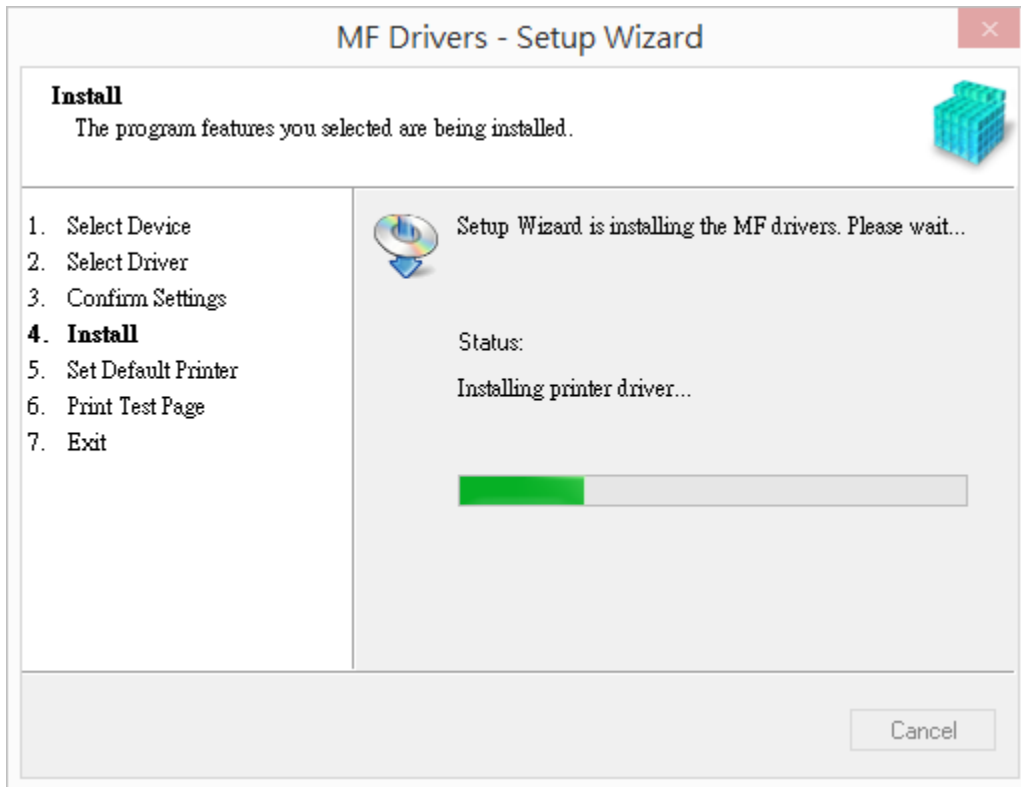 MF Drivers - Setup Wizard
Install
The program features you selected are being installed.
1. Select Device
2. Select Driver
3. Confirm Settings
4. Install
5. Set Default Printer
6. Print Test Page
7. Exit
Setup Wizard is installing the MF drivers. Please wait...
Status:
Installing printer driver...
Cancel